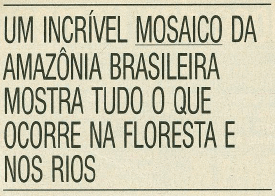 UM INCRÍVEL MOSAICO DA
AMAZÔNIA BRASILEIRA
MOSTRA TUDO O QUE
OCORRE NA FLORESTA E
NOS RIOS